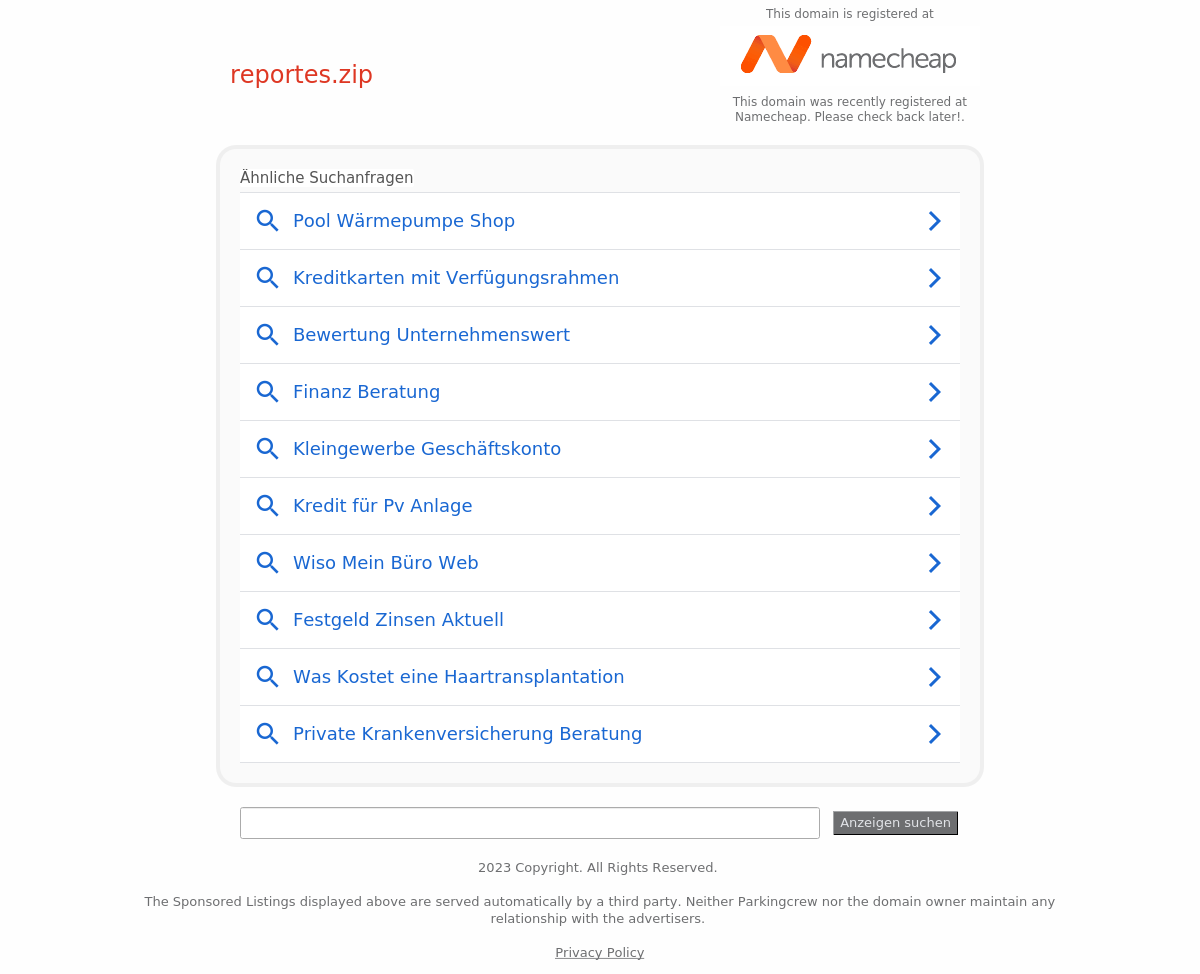 This domain is registered at
namecheap
reportes.zip
This domain was recently registered at
Namecheap. Please check back later!.
Ähnliche Suchanfragen
Pool Wärmepumpe Shop
Kreditkarten mit Verfügungsrahmen
Bewertung Unternehmenswert
Finanz Beratung
Kleingewerbe Geschäftskonto
Kredit für Pv Anlage
Wiso Mein Büro Web
Festgeld Zinsen Aktuell
Was Kostet eine Haartransplantation
Private Krankenversicherung Beratung
Anzeigen suchen
2023 Copyright. All Rights Reserved.
The Sponsored Listings displayed above are served automatically by a third party. Neither Parkingcrew nor the domain owner maintain any
relationship with the advertisers.
Privacy Policy